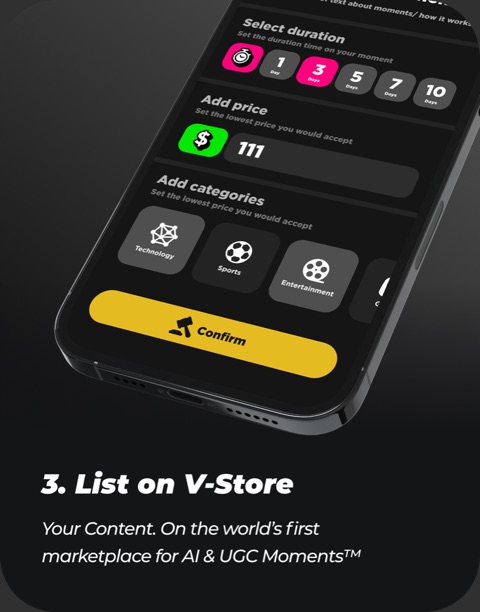 text about moments/ how it works
Select duration
Set the duration time on your moment
1 Day
3 Days
5 Days
7 Days
10 Days
Add price
Set the lowest price you would accept
$ 111
Add categories
Set the lowest price you would accept
Technology
Sports
Entertainment
Confirm
3. List on V-Store
Your Content. On the world's first
marketplace for AI & UGC Moments™